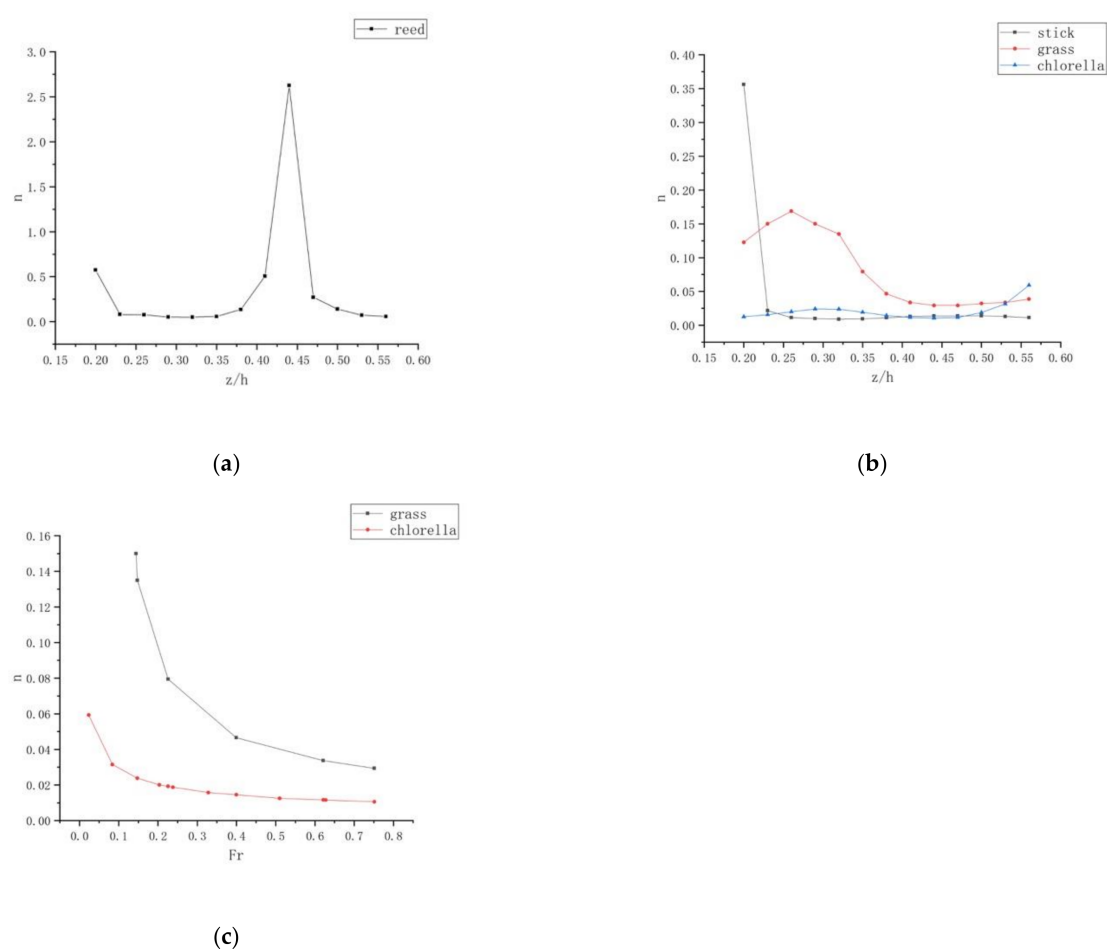 reed
3.0
2.5
2.0
1.5
1.0
0.5
0.0
n
0.15 0.20 0.25 0.30 0.35 0.40 0.45 0.50 0.55 0.60
z/h
(a)
stick
grass
chlorella
0.40
0.35
0.30
0.25
0.20
0.15
0.10
0.05
0.00
n
0.15 0.20 0.25 0.30 0.35 0.40 0.45 0.50 0.55 0.60
z/h
(b)
grass
chlorella
0.16
0.14
0.12
0.10
0.08
0.06
0.04
0.02
0.00
n
0.0 0.1 0.2 0.3 0.4 0.5 0.6 0.7 0.8
Fr
(c)